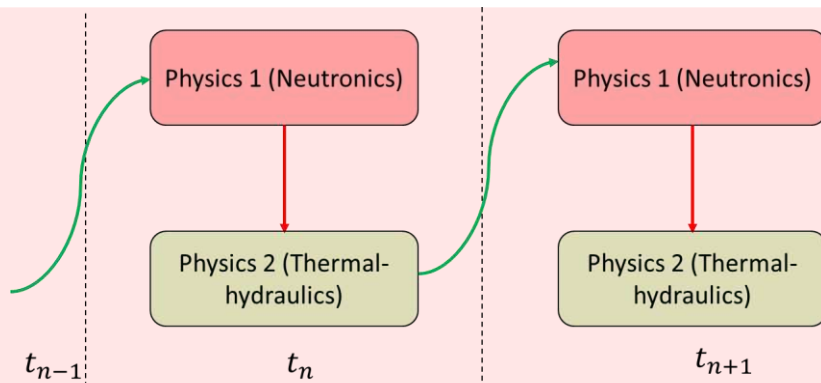 Physics 1 (Neutronics)
Physics 1 (Neutronics)
Physics 2 (Thermal-
hydraulics)
Physics 2 (Thermal-
hydraulics)
t_{n-1}
t_n
t_{n+1}